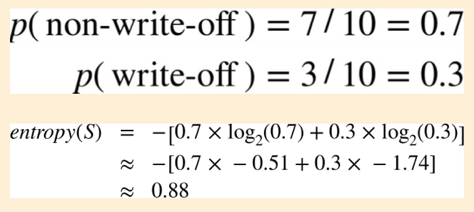 p( non-write-off ) = 7 / 10 = 0.7
p( write-off ) = 3 / 10 = 0.3
entropy(S) = −[0.7 × log₂(0.7) + 0.3 × log₂(0.3)]
≈ −[0.7 × −0.51 + 0.3 × −1.74]
≈ 0.88